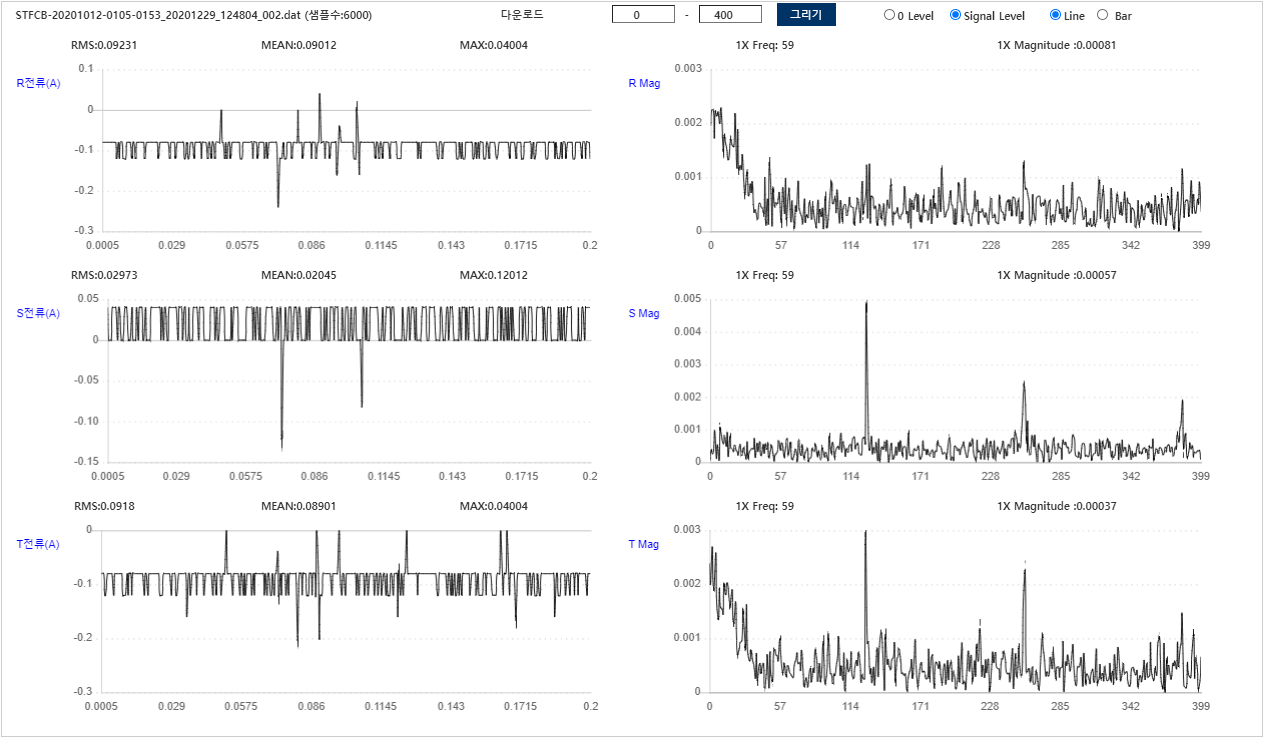 STFCB-20201012-0105-0153_20201229_124804_002.dat (샘플수:6000) 다운로드 0 - 400 그리기 0 Level Signal Level Line Bar
RMS:0.09231 MEAN:0.09012 MAX:0.04004 1X Freq: 59 1X Magnitude :0.00081
R전류(A)
0.1
0
-0.1
-0.2
-0.3
0.0005 0.029 0.0575 0.086 0.1145 0.143 0.1715 0.2
R Mag
0.003
0.002
0.001
0
0 57 114 171 228 285 342 399
RMS:0.02973 MEAN:0.02045 MAX:0.12012 1X Freq: 59 1X Magnitude :0.00057
S전류(A)
0.05
0
-0.05
-0.10
-0.15
0.0005 0.029 0.0575 0.086 0.1145 0.143 0.1715 0.2
S Mag
0.005
0.004
0.003
0.002
0.001
0
0 57 114 171 228 285 342 399
RMS:0.0918 MEAN:0.08901 MAX:0.04004 1X Freq: 59 1X Magnitude :0.00037
T전류(A)
0
-0.1
-0.2
-0.3
0.0005 0.029 0.0575 0.086 0.1145 0.143 0.1715 0.2
T Mag
0.003
0.002
0.001
0
0 57 114 171 228 285 342 399